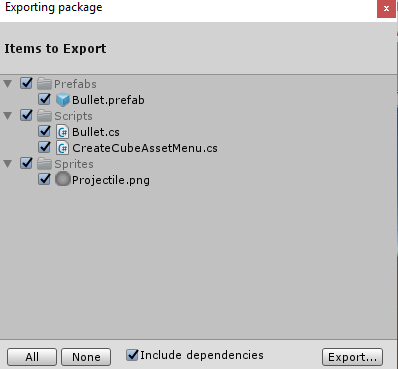 Exporting package
x
Items to Export
Prefabs
Bullet.prefab
Scripts
C# Bullet.cs
C# CreateCubeAssetMenu.cs
Sprites
Projectile.png
All None Include dependencies Export...